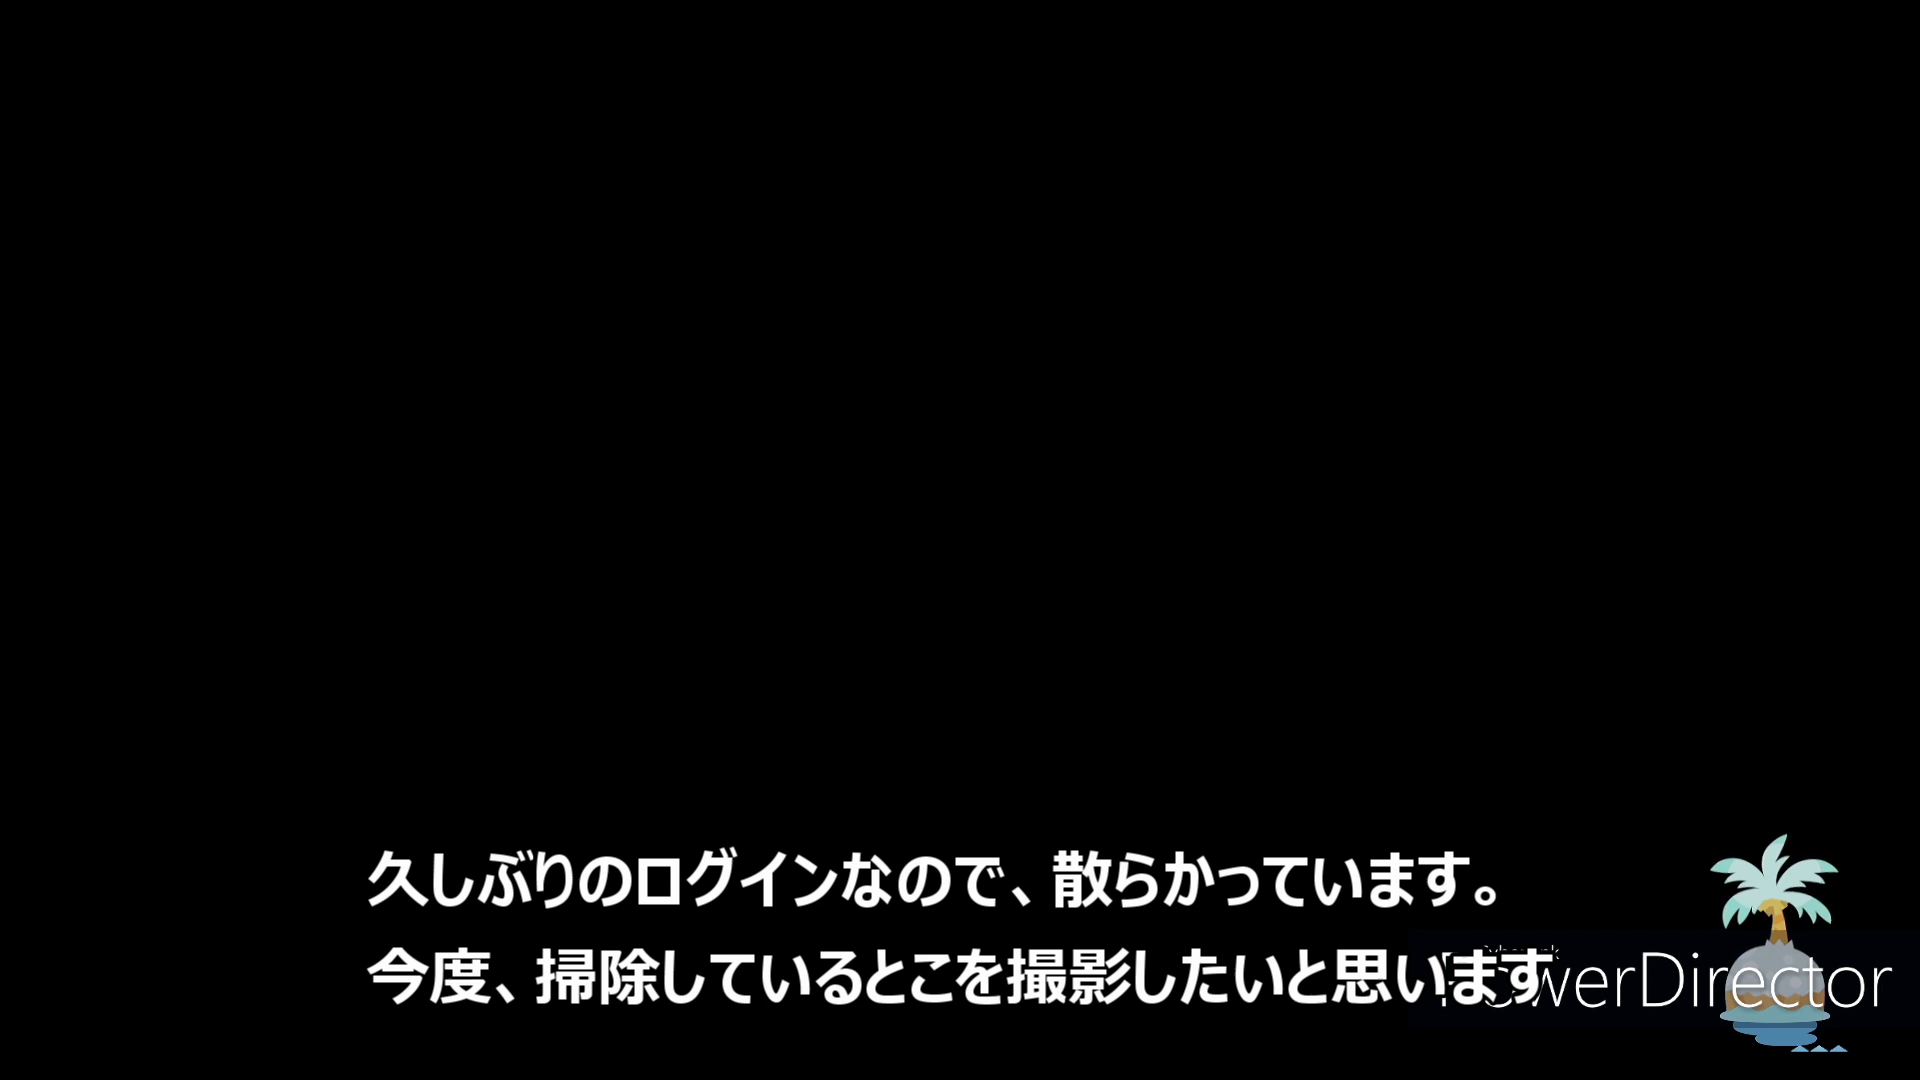 久しぶりのログインなので、散らかっています。
今度、掃除しているとこを撮影したいと思います
PowerDirector